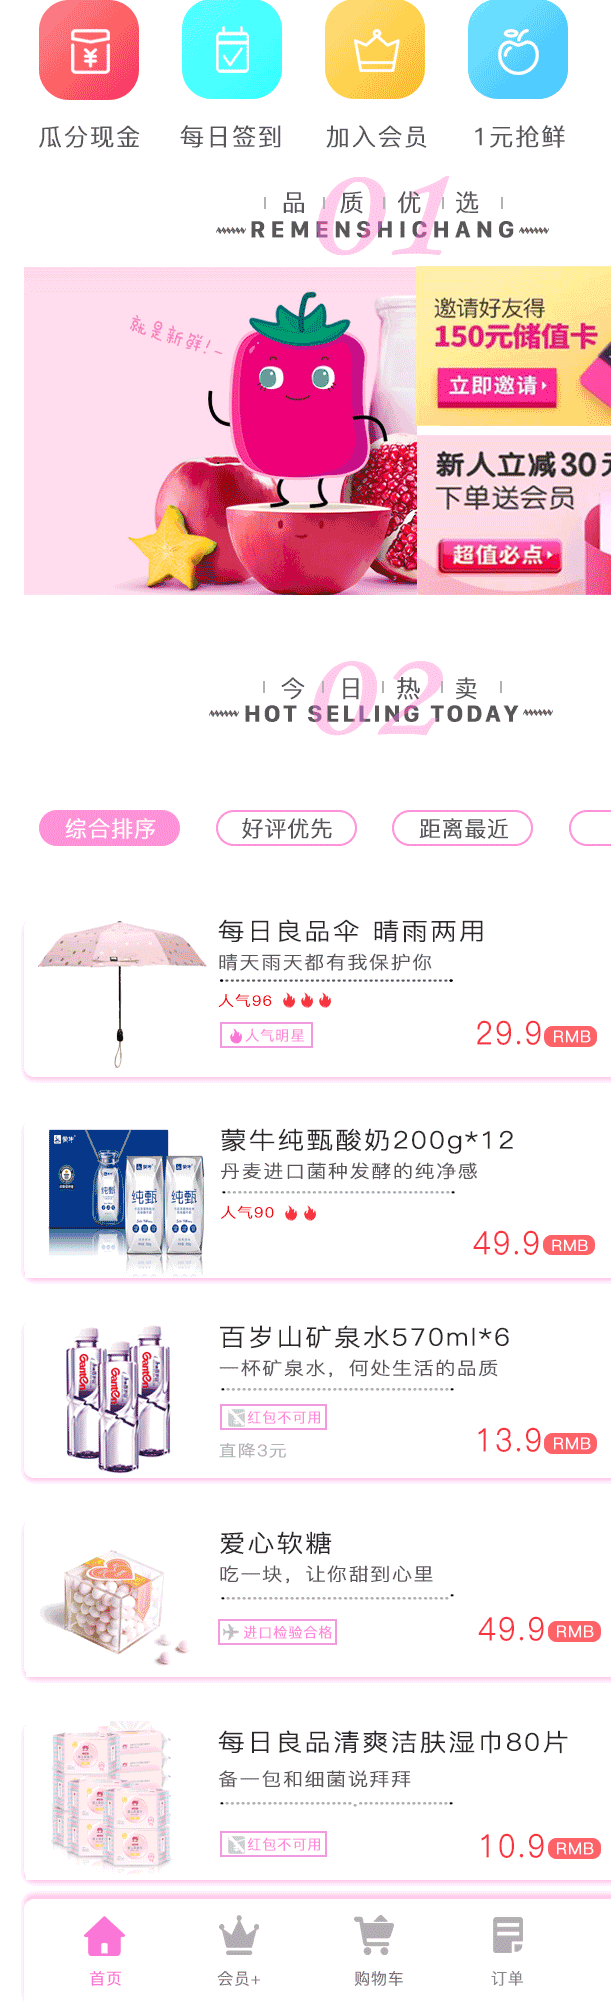 瓜分现金 每日签到 加入会员 1元抢鲜
01
品 质 优 选
REMENSHICHANG
就是新鲜!~
邀请好友得
150元储值卡
立即邀请
新人立减30元
下单送会员
超值必点
02
今 日 热 卖
HOT SELLING TODAY
综合排序 好评优先 距离最近
每日良品伞 晴雨两用
晴天雨天都有我保护你
人气96
人气明星
29.9 RMB
蒙牛
纯甄
纯甄 纯甄
蒙牛纯甄酸奶200g*12
丹麦进口菌种发酵的纯净感
人气90
49.9 RMB
Ganten Ganten Ganten
百岁山矿泉水570ml*6
一杯矿泉水，何处生活的品质
红包不可用
直降3元
13.9 RMB
爱心软糖
吃一块，让你甜到心里
进口检验合格
49.9 RMB
每日良品清爽洁肤湿巾80片
备一包和细菌说拜拜
红包不可用
10.9 RMB
首页 会员+ 购物车 订单